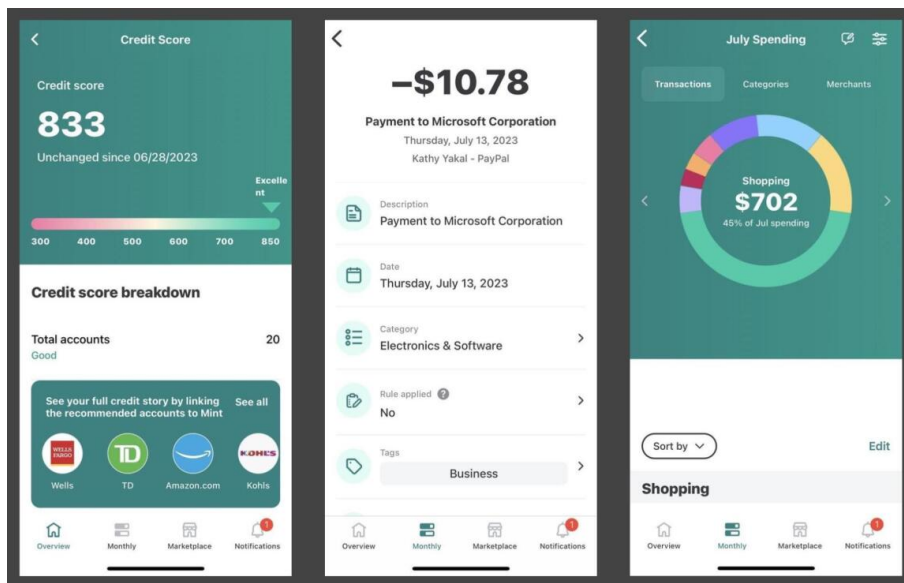 Credit Score
Credit score
833
Unchanged since 06/28/2023
Excelle
nt
300 400 500 600 700 850
Credit score breakdown
Total accounts 20
Good
See your full credit story by linking
the recommended accounts to Mint
See all
WELLS
FARGO
TD
KOHL'S
Wells TD Amazon.com Kohls
1
Overview Monthly Marketplace Notifications
–$10.78
Payment to Microsoft Corporation
Thursday, July 13, 2023
Kathy Yakal - PayPal
Description
Payment to Microsoft Corporation
Date
Thursday, July 13, 2023
Category
Electronics & Software
Rule applied ?
No
Tags
Business
1
Overview Monthly Marketplace Notifications
July Spending
Transactions Categories Merchants
Shopping
$702
45% of Jul spending
Sort by
Edit
Shopping
1
Overview Monthly Marketplace Notifications